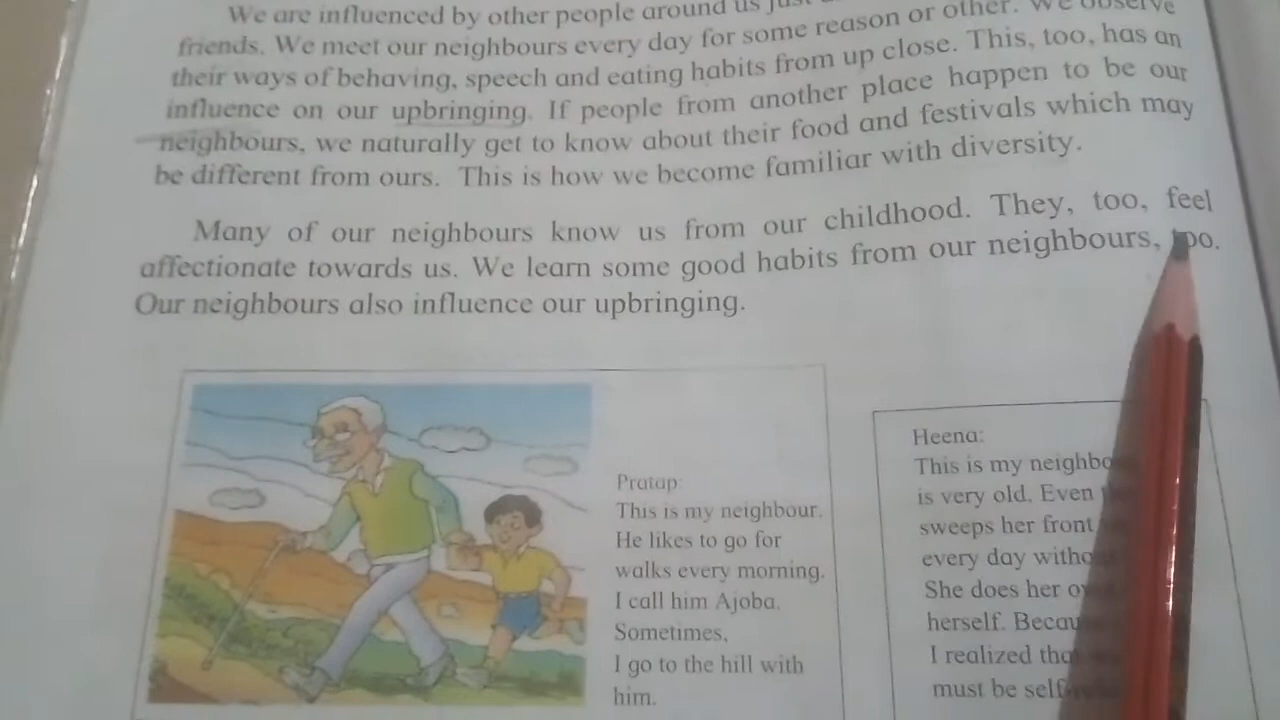 We are influenced by other people around us just
friends. We meet our neighbours every day for some reason or other. We observe
their ways of behaving, speech and eating habits from up close. This, too, has an
influence on our upbringing. If people from another place happen to be our
neighbours, we naturally get to know about their food and festivals which may
be different from ours. This is how we become familiar with diversity.
Many of our neighbours know us from our childhood. They, too, feel
affectionate towards us. We learn some good habits from our neighbours, too.
Our neighbours also influence our upbringing.
Pratap:
This is my neighbour.
He likes to go for
walks every morning.
I call him Ajoba.
Sometimes,
I go to the hill with
him.
Heena:
This is my
is very old. Even
sweeps her front
every day
She does her
herself.
I realized
must be